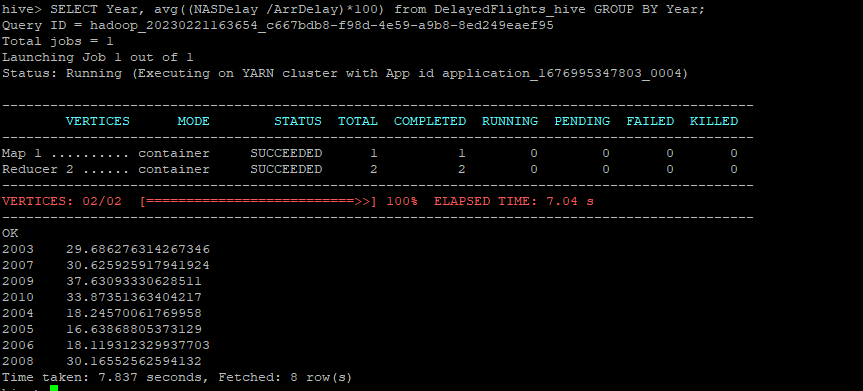 hive> SELECT Year, avg((NASDelay /ArrDelay)*100) from DelayedFlights_hive GROUP BY Year;
Query ID = hadoop_20230221163654_c667bdb8-f98d-4e59-a9b8-8ed249eaef95
Total jobs = 1
Launching Job 1 out of 1
Status: Running (Executing on YARN cluster with App id application_1676995347803_0004)
----------------------------------------------------------------------------------------------
VERTICES MODE STATUS TOTAL COMPLETED RUNNING PENDING FAILED KILLED
----------------------------------------------------------------------------------------------
Map 1 .......... container SUCCEEDED 1 1 0 0 0 0
Reducer 2 ...... container SUCCEEDED 2 2 0 0 0 0
----------------------------------------------------------------------------------------------
VERTICES: 02/02 [==========================>>] 100% ELAPSED TIME: 7.04 s
----------------------------------------------------------------------------------------------
OK
2003 29.686276314267346
2007 30.625925917941924
2009 37.63093330628511
2010 33.87351363404217
2004 18.24570061769958
2005 16.63868805373129
2006 18.119312329937703
2008 30.16552562594132
Time taken: 7.837 seconds, Fetched: 8 row(s)